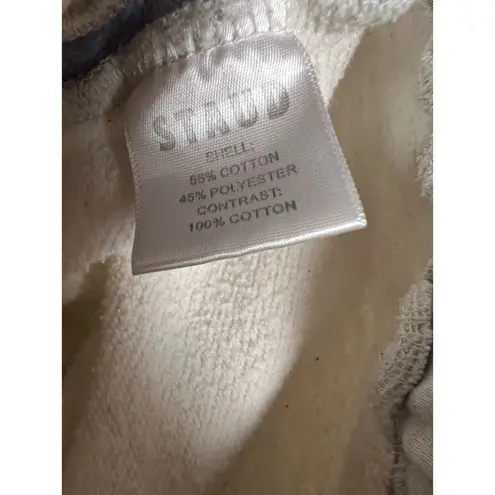 STAUD
SHELL:
55% COTTON
45% POLYESTER
CONTRAST:
100% COTTON